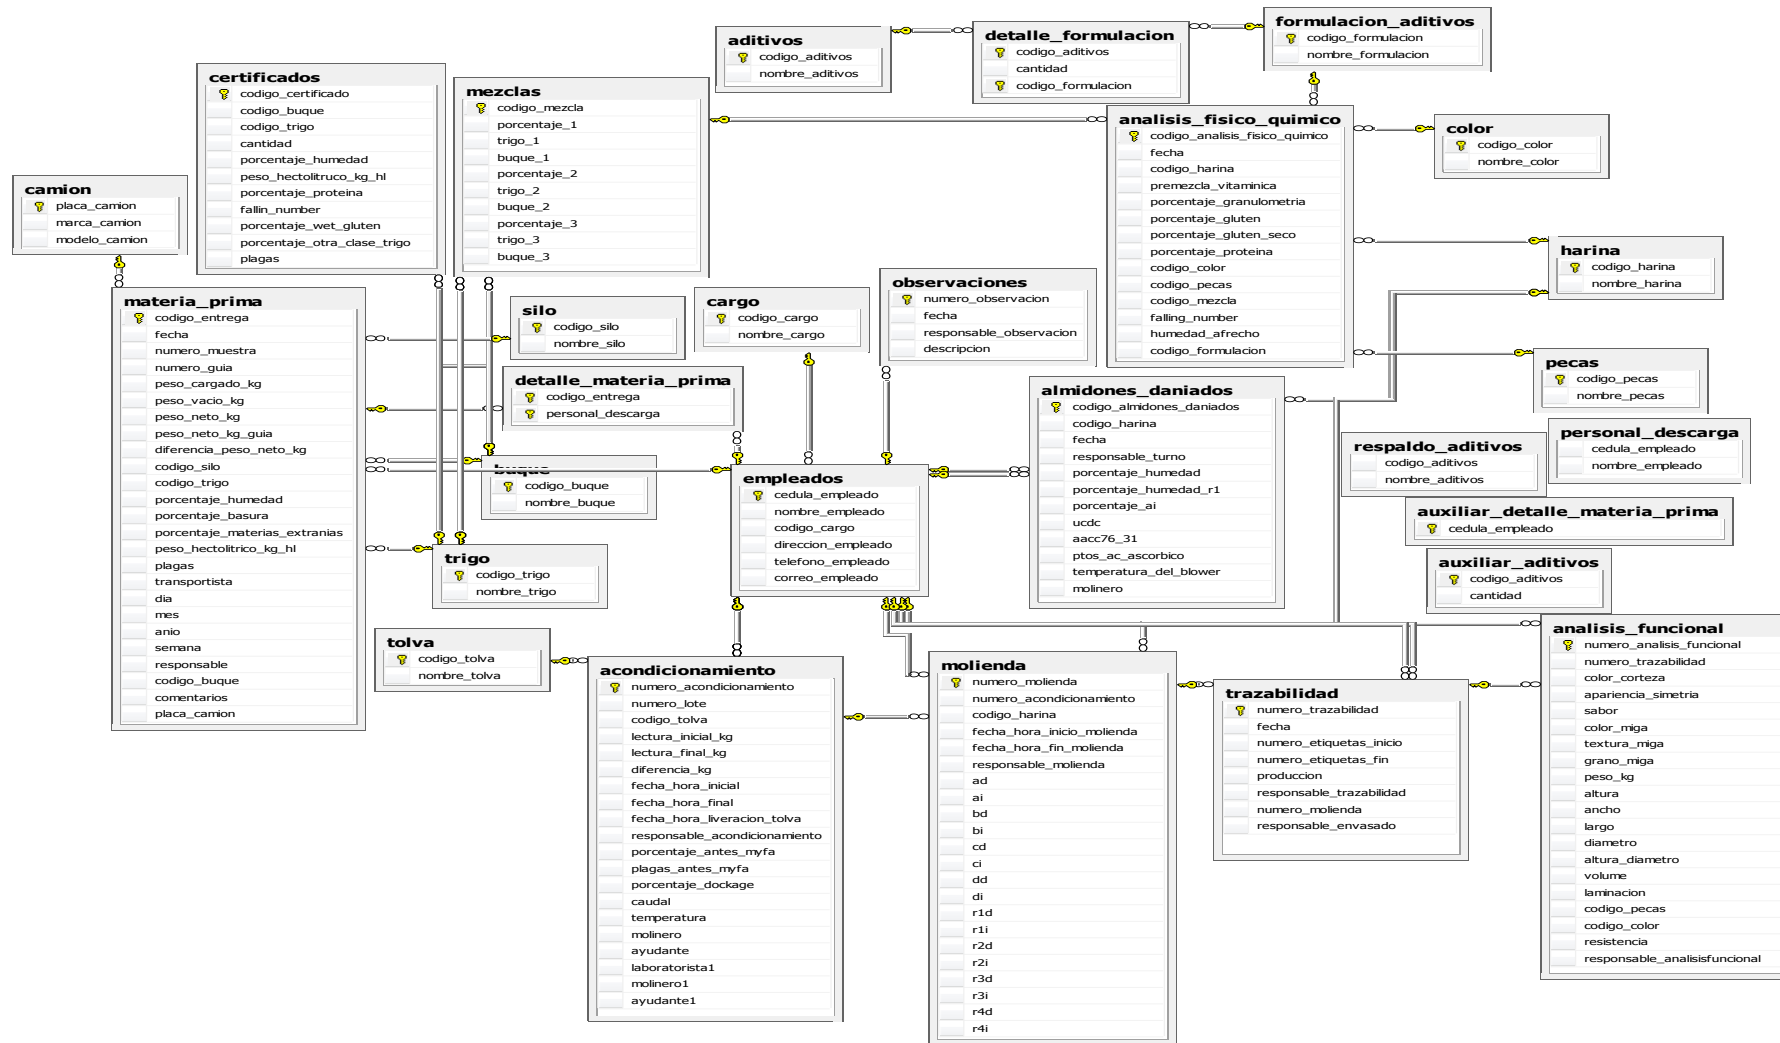 aditivos
codigo_aditivos
nombre_aditivos
detalle_formulacion
codigo_aditivos
cantidad
codigo_formulacion
formulacion_aditivos
codigo_formulacion
nombre_formulacion
certificados
codigo_certificado
codigo_buque
codigo_trigo
cantidad
porcentaje_humedad
peso_hectolitruco_kg_hl
porcentaje_proteina
fallin_number
porcentaje_wet_gluten
porcentaje_otra_clase_trigo
plagas
mezclas
codigo_mezcla
porcentaje_1
trigo_1
buque_1
porcentaje_2
trigo_2
buque_2
porcentaje_3
trigo_3
buque_3
analisis_fisico_quimico
codigo_analisis_fisico_quimico
fecha
codigo_harina
premezcla_vitaminica
porcentaje_granulometria
porcentaje_gluten
porcentaje_gluten_seco
porcentaje_proteina
codigo_color
codigo_pecas
codigo_mezcla
falling_number
humedad_afrecho
codigo_formulacion
color
codigo_color
nombre_color
camion
placa_camion
marca_camion
modelo_camion
harina
codigo_harina
nombre_harina
materia_prima
codigo_entrega
fecha
numero_muestra
numero_guia
peso_cargado_kg
peso_vacio_kg
peso_neto_kg
peso_neto_kg_guia
diferencia_peso_neto_kg
codigo_silo
codigo_trigo
porcentaje_humedad
porcentaje_basura
porcentaje_materias_extranias
peso_hectolitrico_kg_hl
plagas
transportista
dia
mes
anio
semana
responsable
codigo_buque
comentarios
placa_camion
silo
codigo_silo
nombre_silo
cargo
codigo_cargo
nombre_cargo
observaciones
numero_observacion
fecha
responsable_observacion
descripcion
detalle_materia_prima
codigo_entrega
personal_descarga
buque
codigo_buque
nombre_buque
empleados
cedula_empleado
nombre_empleado
codigo_cargo
direccion_empleado
telefono_empleado
correo_empleado
almidones_daniados
codigo_almidones_daniados
codigo_harina
fecha
responsable_turno
porcentaje_humedad
porcentaje_humedad_r1
porcentaje_ai
ucdc
aacc76_31
ptos_ac_ascorbico
temperatura_del_blower
molinero
pecas
codigo_pecas
nombre_pecas
respaldo_aditivos
codigo_aditivos
nombre_aditivos
personal_descarga
cedula_empleado
nombre_empleado
auxiliar_detalle_materia_prima
cedula_empleado
auxiliar_aditivos
codigo_aditivos
cantidad
trigo
codigo_trigo
nombre_trigo
tolva
codigo_tolva
nombre_tolva
acondicionamiento
numero_acondicionamiento
numero_lote
codigo_tolva
lectura_inicial_kg
lectura_final_kg
diferencia_kg
fecha_hora_inicial
fecha_hora_final
fecha_hora_liveracion_tolva
responsable_acondicionamiento
porcentaje_antes_myfa
plagas_antes_myfa
porcentaje_dockage
caudal
temperatura
molinero
ayudante
laboratorista1
molinero1
ayudante1
molienda
numero_molienda
numero_acondicionamiento
codigo_harina
fecha_hora_inicio_molienda
fecha_hora_fin_molienda
responsable_molienda
ad
ai
bd
bi
cd
ci
dd
di
r1d
r1i
r2d
r2i
r3d
r3i
r4d
r4i
trazabilidad
numero_trazabilidad
fecha
numero_etiquetas_inicio
numero_etiquetas_fin
produccion
responsable_trazabilidad
numero_molienda
responsable_envasado
analisis_funcional
numero_analisis_funcional
numero_trazabilidad
color_corteza
apariencia_simetria
sabor
color_miga
textura_miga
grano_miga
peso_kg
altura
ancho
largo
diametro
altura_diametro
volume
laminacion
codigo_pecas
codigo_color
resistencia
responsable_analisisfuncional